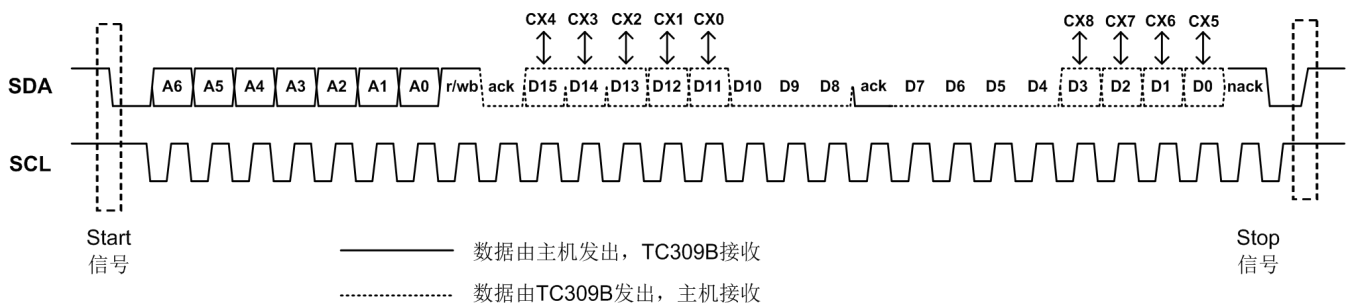 CX4 CX3 CX2 CX1 CX0 CX8 CX7 CX6 CX5
SDA A6 A5 A4 A3 A2 A1 A0 r/wb ack D15 D14 D13 D12 D11 D10 D9 D8 ack D7 D6 D5 D4 D3 D2 D1 D0 nack
SCL
Start
信号
Stop
信号
数据由主机发出，TC309B接收
数据由TC309B发出，主机接收